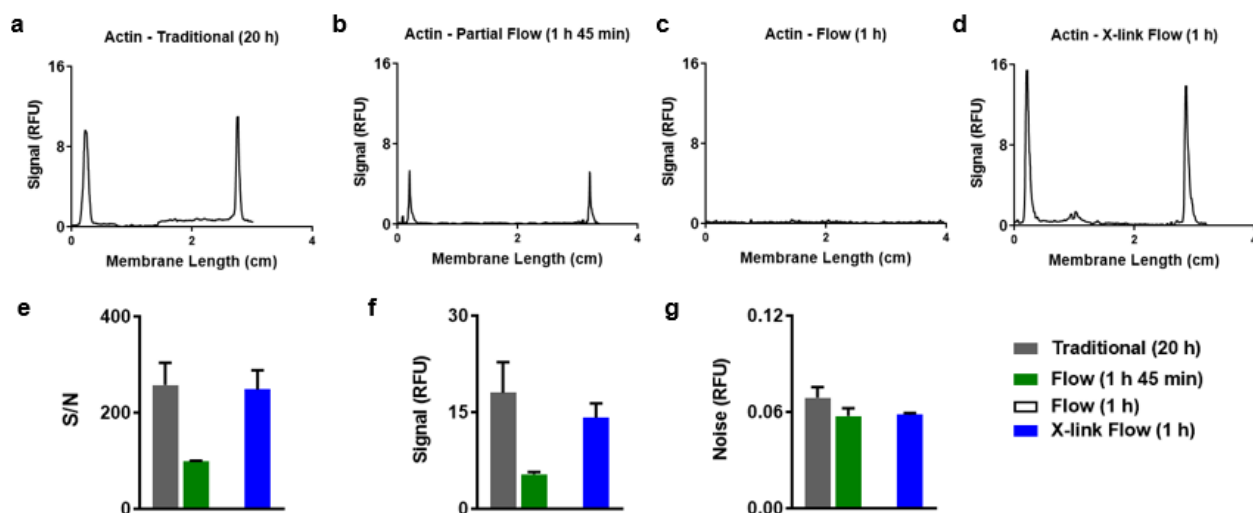 a
Actin - Traditional (20 h)
16
8
0
0
2
4
Signal (RFU)
Membrane Length (cm)
b
Actin - Partial Flow (1 h 45 min)
16
8
0
0
2
4
Signal (RFU)
Membrane Length (cm)
c
Actin - Flow (1 h)
16
8
0
0
2
4
Signal (RFU)
Membrane Length (cm)
d
Actin - X-link Flow (1 h)
16
8
0
0
2
4
Signal (RFU)
Membrane Length (cm)
e
400
200
0
S/N
f
30
15
0
Signal (RFU)
g
0.12
0.06
0.00
Noise (RFU)
Traditional (20 h)
Flow (1 h 45 min)
Flow (1 h)
X-link Flow (1 h)